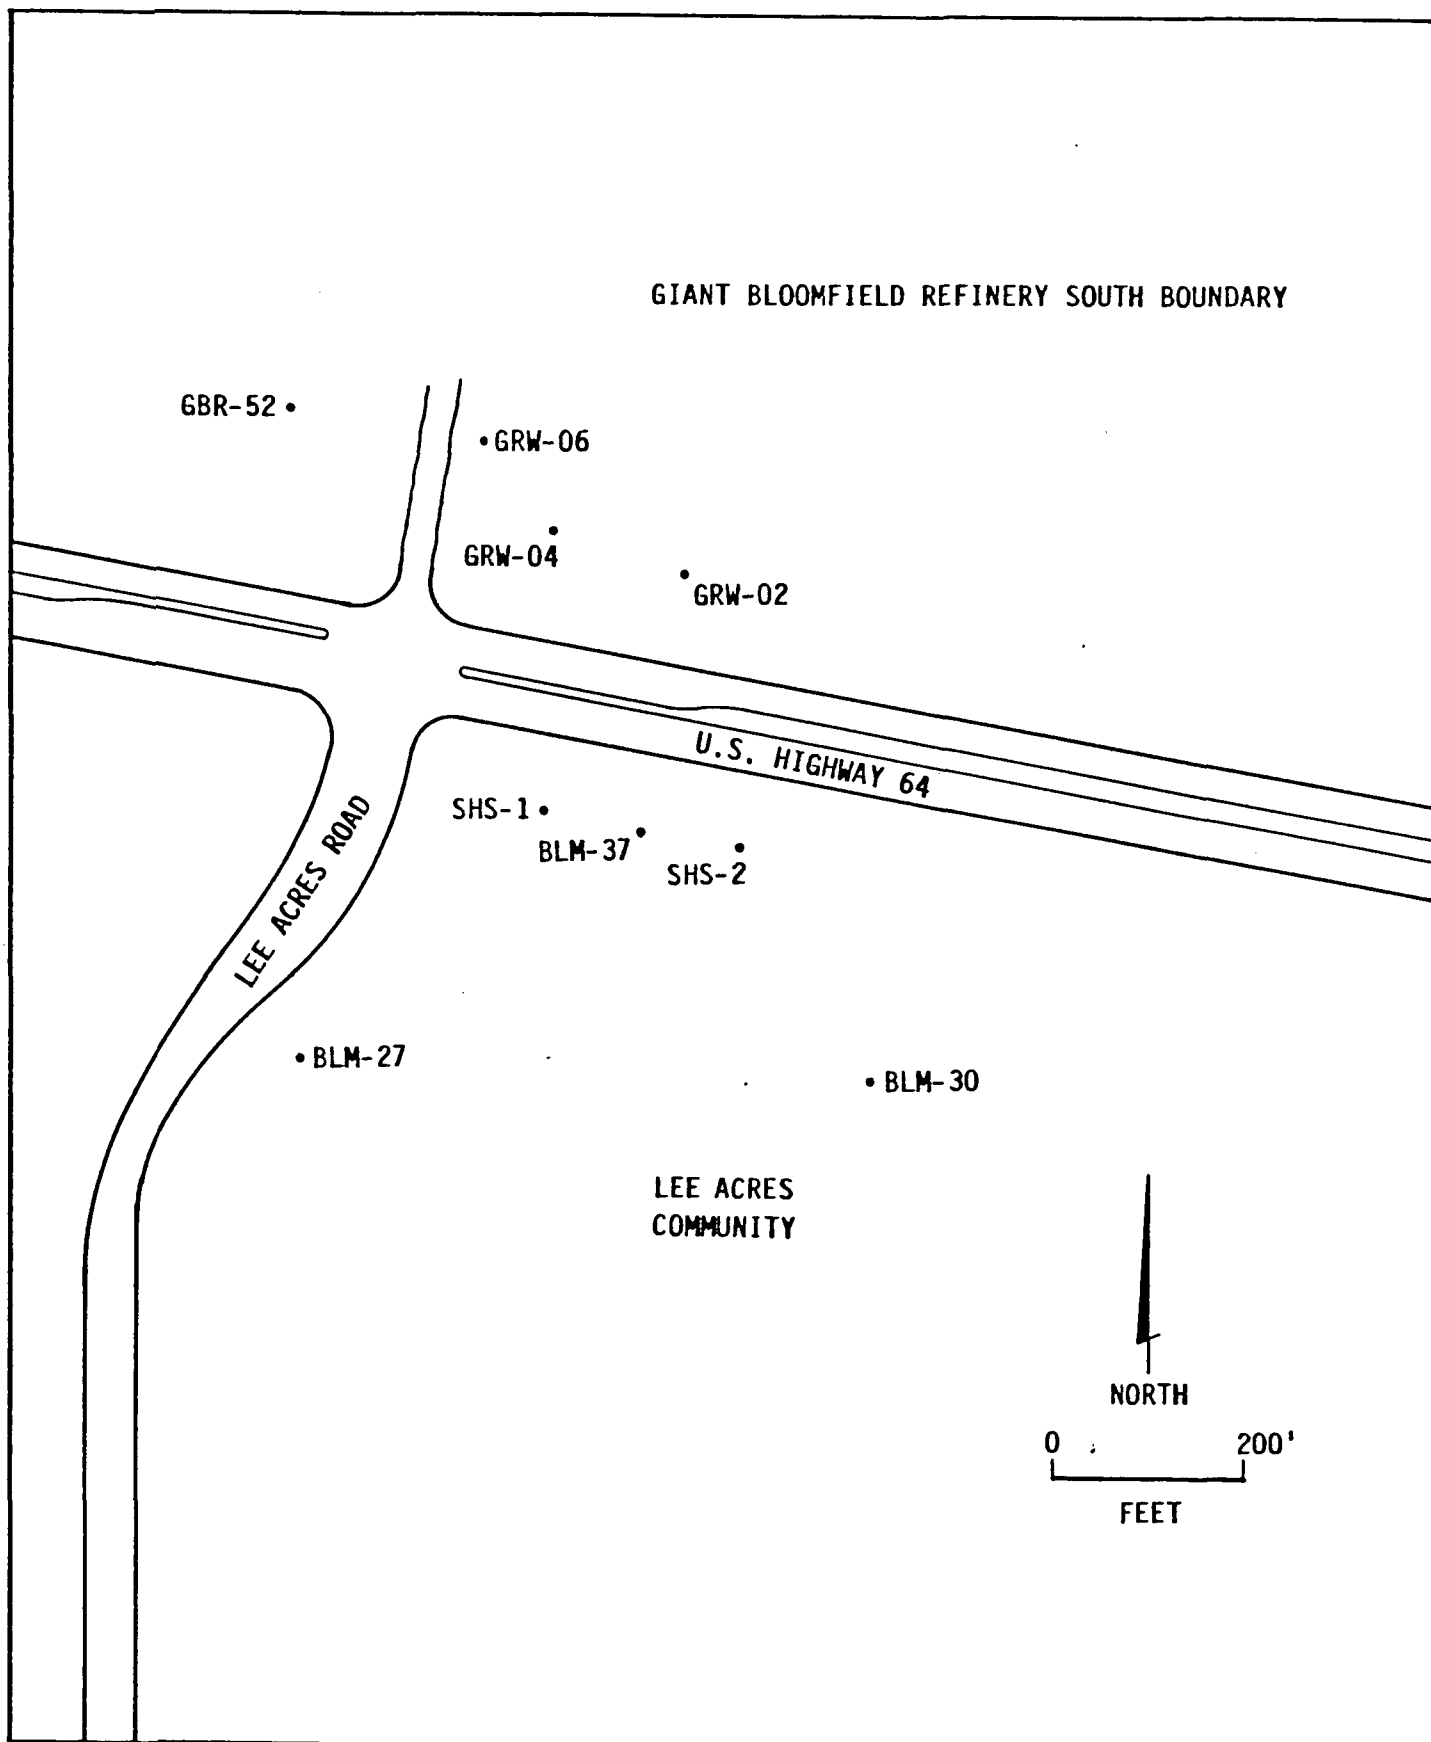 GIANT BLOOMFIELD REFINERY SOUTH BOUNDARY
GBR-52
GRW-06
GRW-04
GRW-02
U.S. HIGHWAY 64
SHS-1
BLM-37
SHS-2
LEE ACRES ROAD
BLM-27
BLM-30
LEE ACRES
COMMUNITY
NORTH
0 200'
FEET